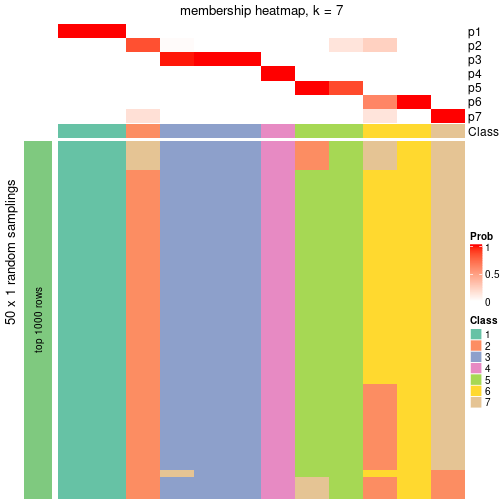 membership heatmap, k = 7
p1
p2
p3
p4
p5
p6
p7
Class
50 x 1 random samplings
top 1000 rows
Prob
1
0.5
0
Class
1
2
3
4
5
6
7